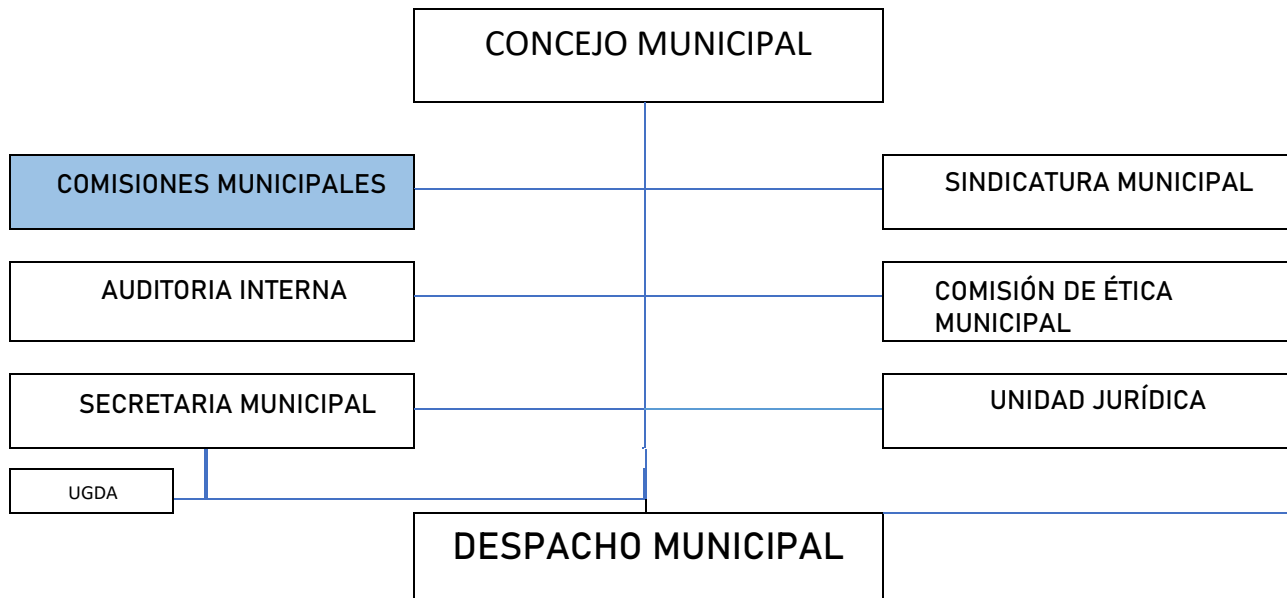 CONCEJO MUNICIPAL
COMISIONES MUNICIPALES
SINDICATURA MUNICIPAL
AUDITORIA INTERNA
COMISIÓN DE ÉTICA
MUNICIPAL
SECRETARIA MUNICIPAL
UNIDAD JURÍDICA
UGDA
DESPACHO MUNICIPAL